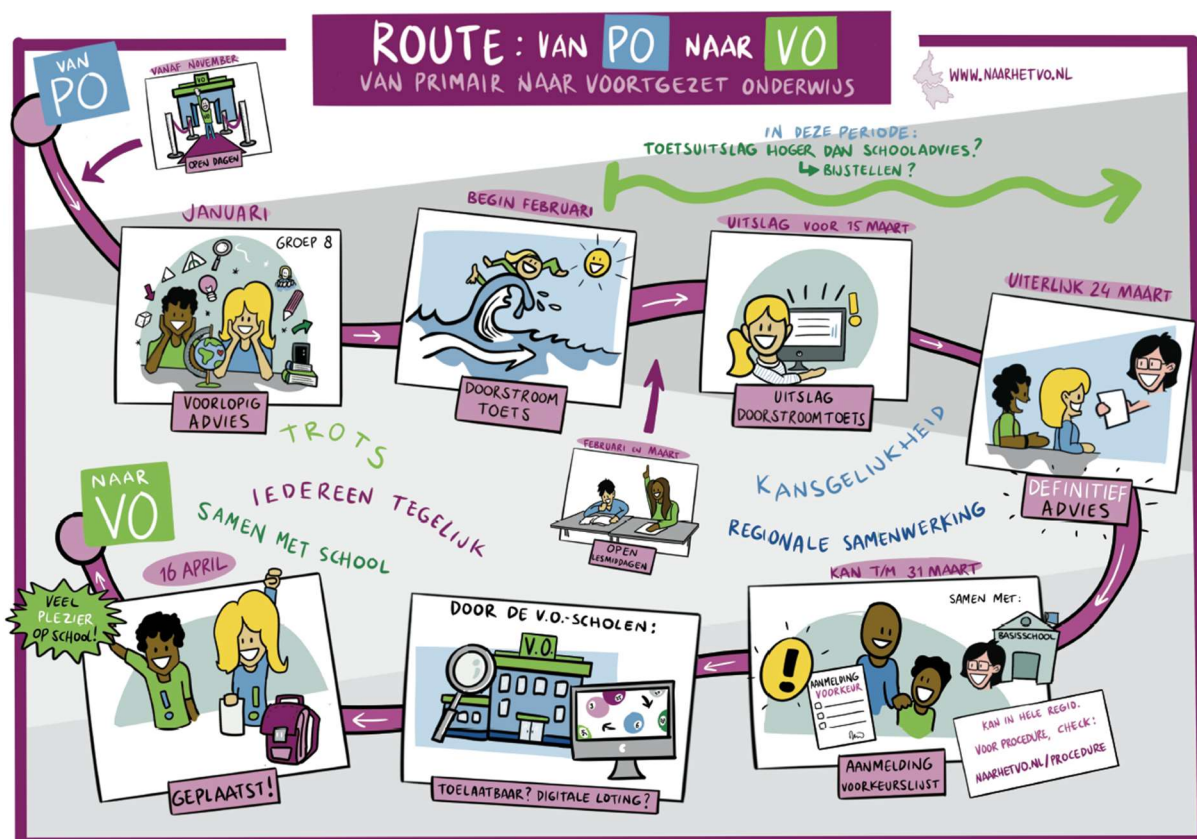 ROUTE: VAN PO NAAR VO
VAN PRIMAIR NAAR VOORTGEZET ONDERWIJS
WWW.NAARHETVO.NL
VAN
PO
VANAF NOVEMBER
VO
OPEN DAGEN
IN DEZE PERIODE:
TOETSUITSLAG HOGER DAN SCHOOLADVIES?
↳ BIJSTELLEN?
JANUARI
GROEP 8
VOORLOPIG
ADVIES
BEGIN FEBRUARI
DOORSTROOM
TOETS
UITSLAG VOOR 15 MAART
UITSLAG
DOORSTROOMTOETS
UITERLIJK 24 MAART
DEFINITIEF
ADVIES
FEBRUARI EN MAART
OPEN
LESMIDDAGEN
TROTS
IEDEREEN TEGELIJK
SAMEN MET SCHOOL
KANSGELIJKHEID
REGIONALE SAMENWERKING
KAN T/M 31 MAART
SAMEN MET:
BASISSCHOOL
AANMELDING
VOORKEUR
KAN IN HELE REGIO.
VOOR PROCEDURE, CHECK:
NAARHETVO.NL/PROCEDURE
AANMELDING
VOORKEURSLIJST
DOOR DE V.O.-SCHOLEN:
V.O.
TOELAATBAAR? DIGITALE LOTING?
16 APRIL
GEPLAATST!
VEEL
PLEZIER
OP SCHOOL!
NAAR
VO